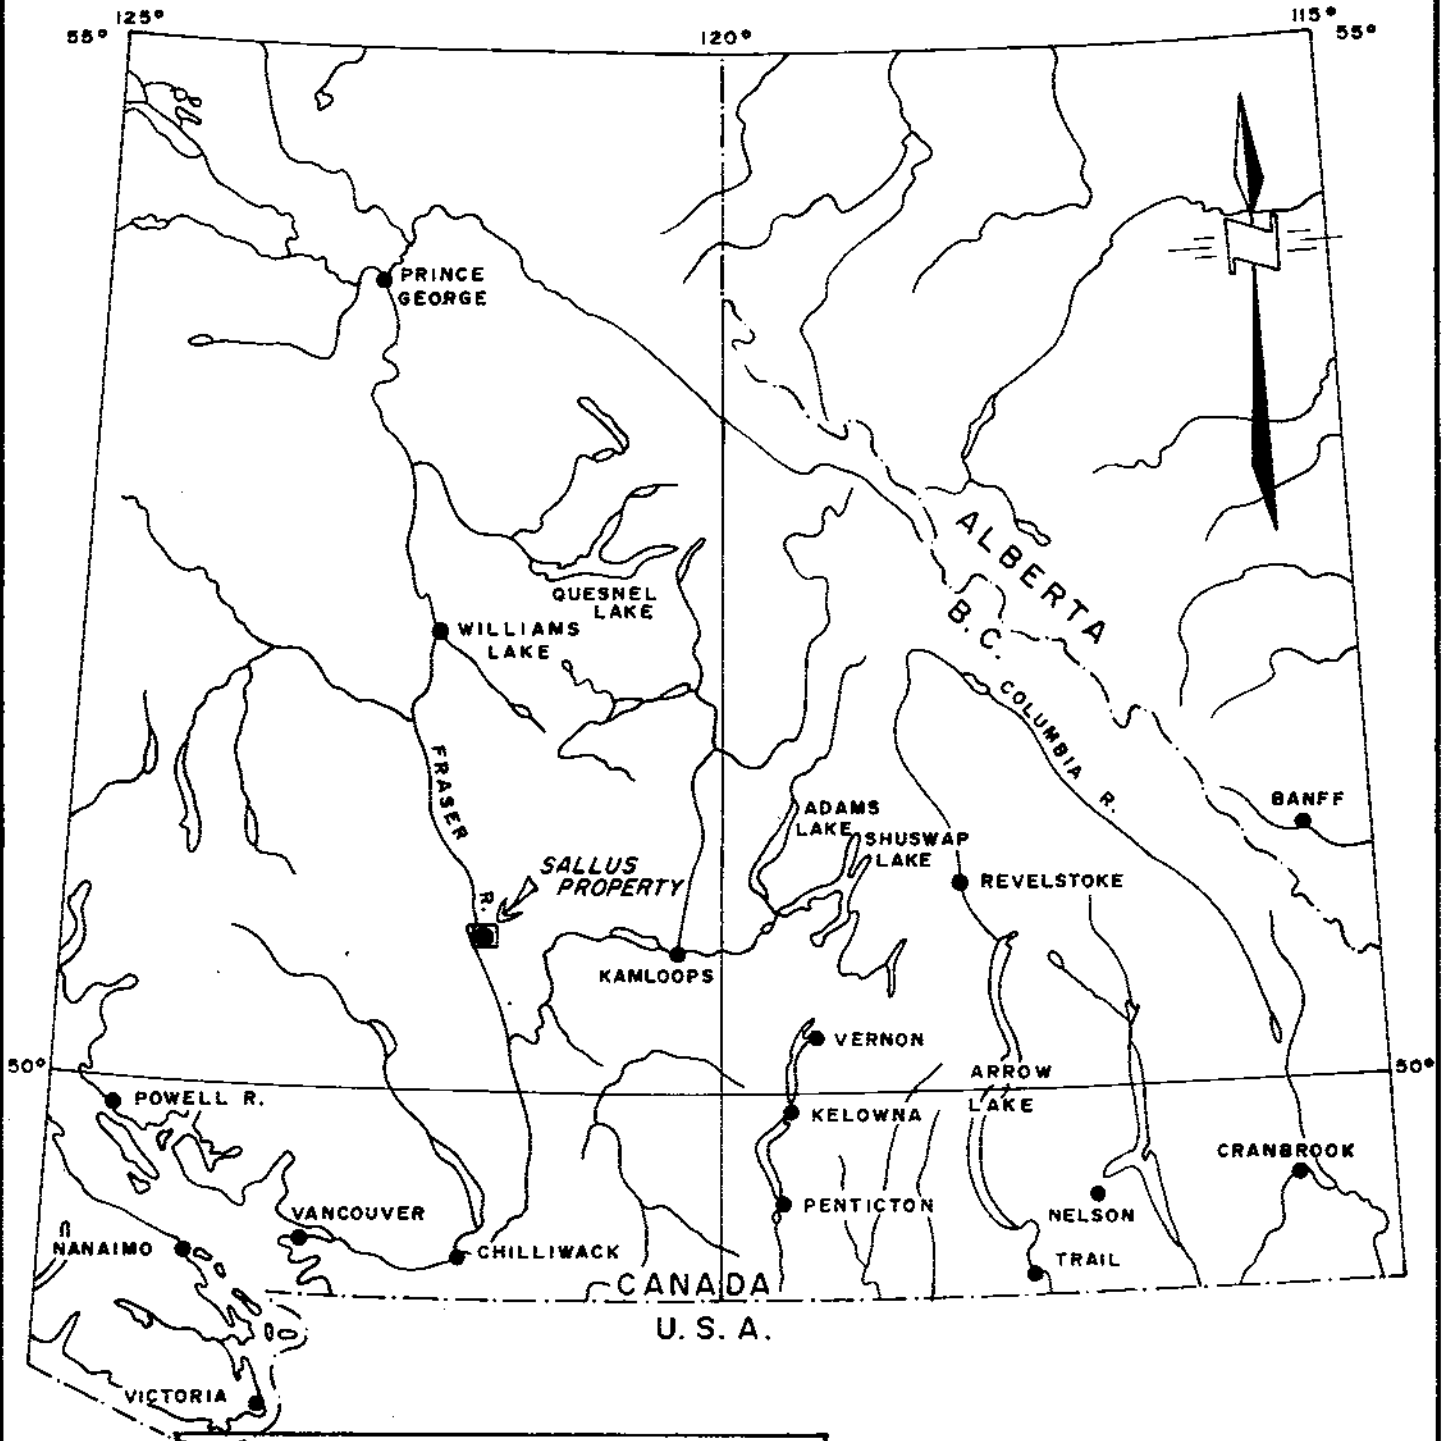 125°
120°
115°
55°
55°
PRINCE
GEORGE
ALBERTA
B.C.
QUESNEL
LAKE
WILLIAMS
LAKE
COLUMBIA R.
FRASER R.
BANFF
ADAMS
LAKE
SHUSWAP
LAKE
SALLUS
PROPERTY
REVELSTOKE
KAMLOOPS
VERNON
50°
50°
ARROW
LAKE
POWELL R.
KELOWNA
CRANBROOK
PENTICTON
NELSON
VANCOUVER
NANAIMO
CHILLIWACK
TRAIL
CANADA
U.S.A.
VICTORIA